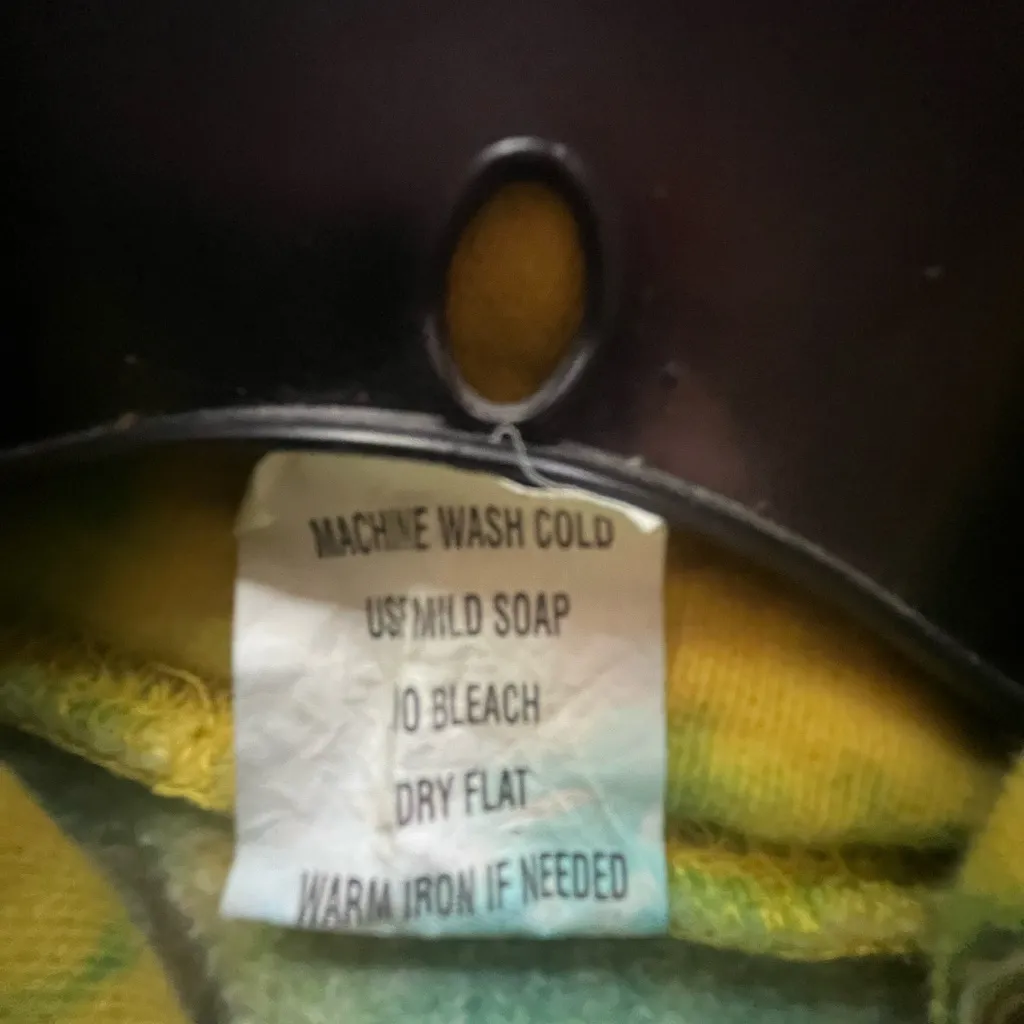 MACHINE WASH COLD
USE MILD SOAP
NO BLEACH
DRY FLAT
WARM IRON IF NEEDED